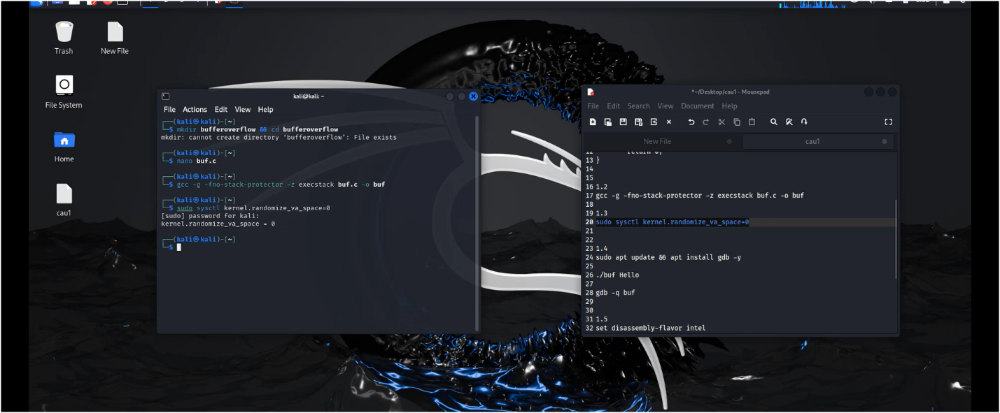 Trash
New File
File System
Home
cau1
kali@kali: ~
File Actions Edit View Help
┌──(kali㉿kali)-[~]
└─$ mkdir bufferoverflow && cd bufferoverflow
mkdir: cannot create directory ‘bufferoverflow’: File exists
┌──(kali㉿kali)-[~]
└─$ nano buf.c
┌──(kali㉿kali)-[~]
└─$ gcc -g -fno-stack-protector -z execstack buf.c -o buf
┌──(kali㉿kali)-[~]
└─$ sudo sysctl kernel.randomize_va_space=0
[sudo] password for kali:
kernel.randomize_va_space = 0
┌──(kali㉿kali)-[~]
└─$
*~/Desktop/cau1 - Mousepad
File Edit Search View Document Help
New File
cau1
12 return 0;
13 }
14
15
16 1.2
17 gcc -g -fno-stack-protector -z execstack buf.c -o buf
18
19 1.3
20 sudo sysctl kernel.randomize_va_space=0
21
22
23 1.4
24 sudo apt update && apt install gdb -y
25
26 ./buf Hello
27
28 gdb -q buf
29
30
31 1.5
32 set disassembly-flavor intel